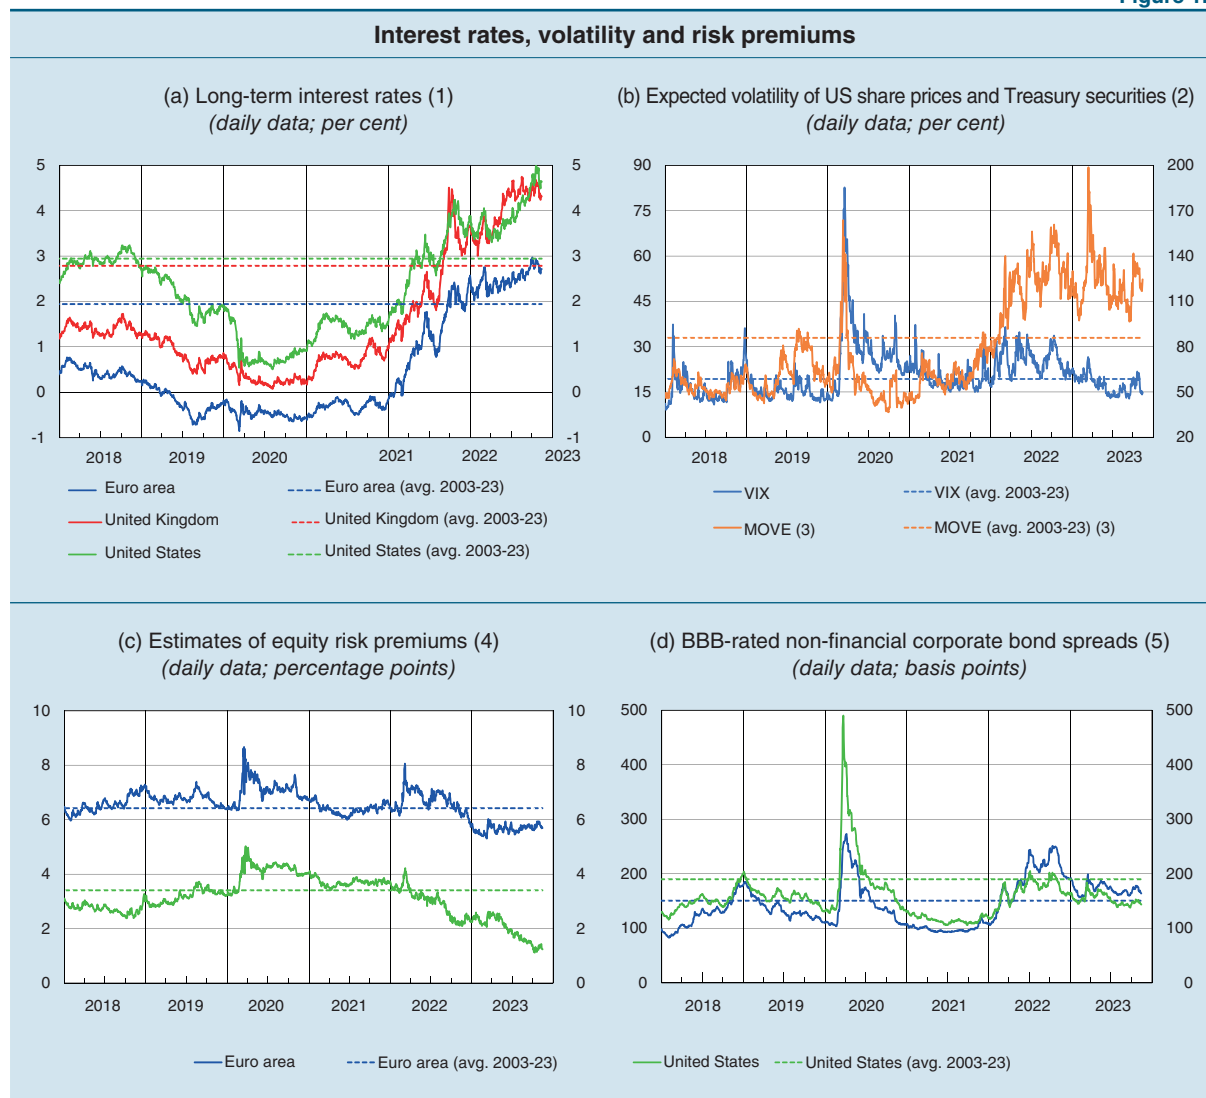 Interest rates, volatility and risk premiums
(a) Long-term interest rates (1)
(daily data; per cent)
5 5
4 4
3 3
2 2
1 1
0 0
-1 -1
2018 2019 2020 2021 2022 2023
Euro area
Euro area (avg. 2003-23)
United Kingdom
United Kingdom (avg. 2003-23)
United States
United States (avg. 2003-23)
(b) Expected volatility of US share prices and Treasury securities (2)
(daily data; per cent)
90 200
75 170
60 140
45 110
30 80
15 50
0 20
2018 2019 2020 2021 2022 2023
VIX
VIX (avg. 2003-23)
MOVE (3)
MOVE (avg. 2003-23) (3)
(c) Estimates of equity risk premiums (4)
(daily data; percentage points)
10 10
8 8
6 6
4 4
2 2
0 0
2018 2019 2020 2021 2022 2023
(d) BBB-rated non-financial corporate bond spreads (5)
(daily data; basis points)
500 500
400 400
300 300
200 200
100 100
0 0
2018 2019 2020 2021 2022 2023
Euro area
Euro area (avg. 2003-23)
United States
United States (avg. 2003-23)